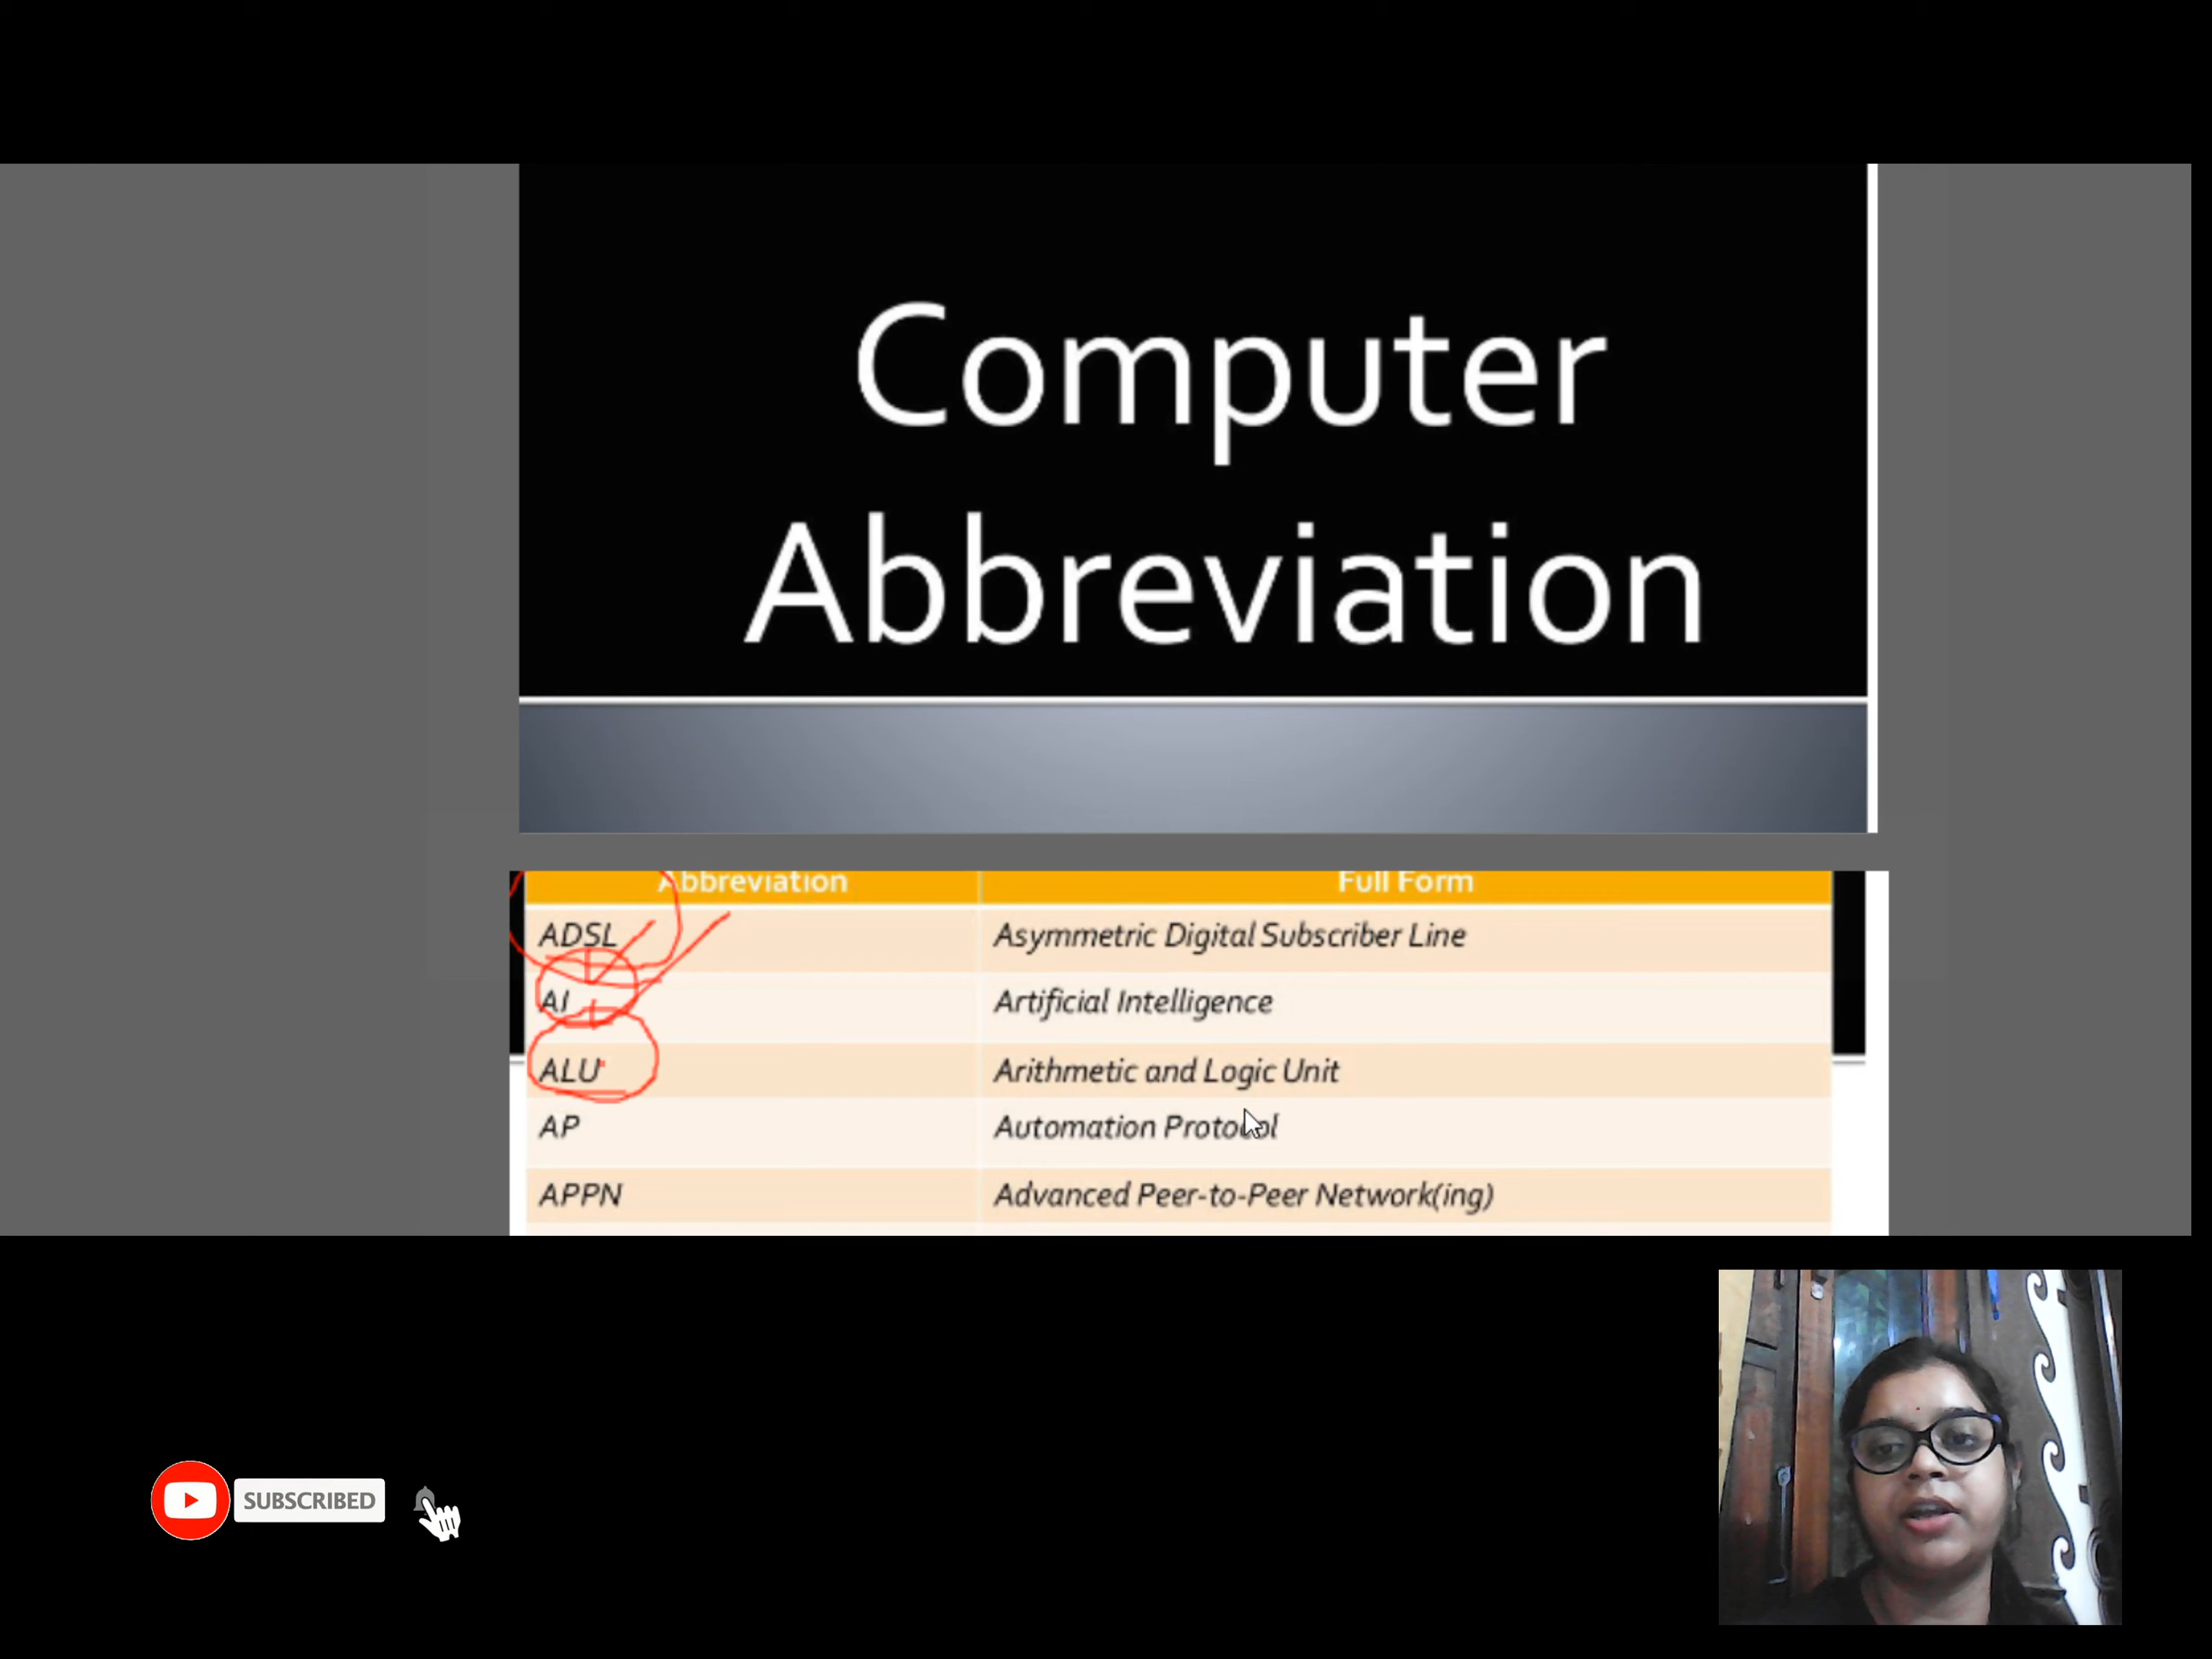 Computer
Abbreviation
Abbreviation Full Form
ADSL Asymmetric Digital Subscriber Line
AI Artificial Intelligence
ALU Arithmetic and Logic Unit
AP Automation Protocol
APPN Advanced Peer-to-Peer Network(ing)
SUBSCRIBED